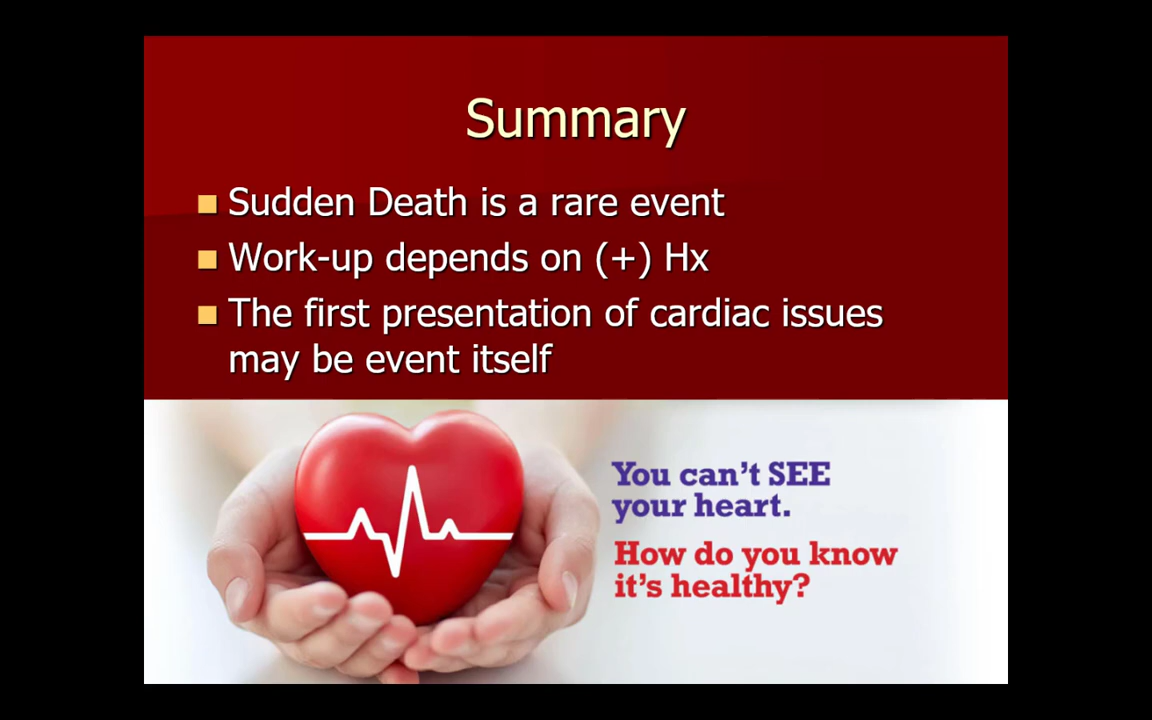 Summary
Sudden Death is a rare event
Work-up depends on (+) Hx
The first presentation of cardiac issues
may be event itself
You can't SEE
your heart.
How do you know
it's healthy?